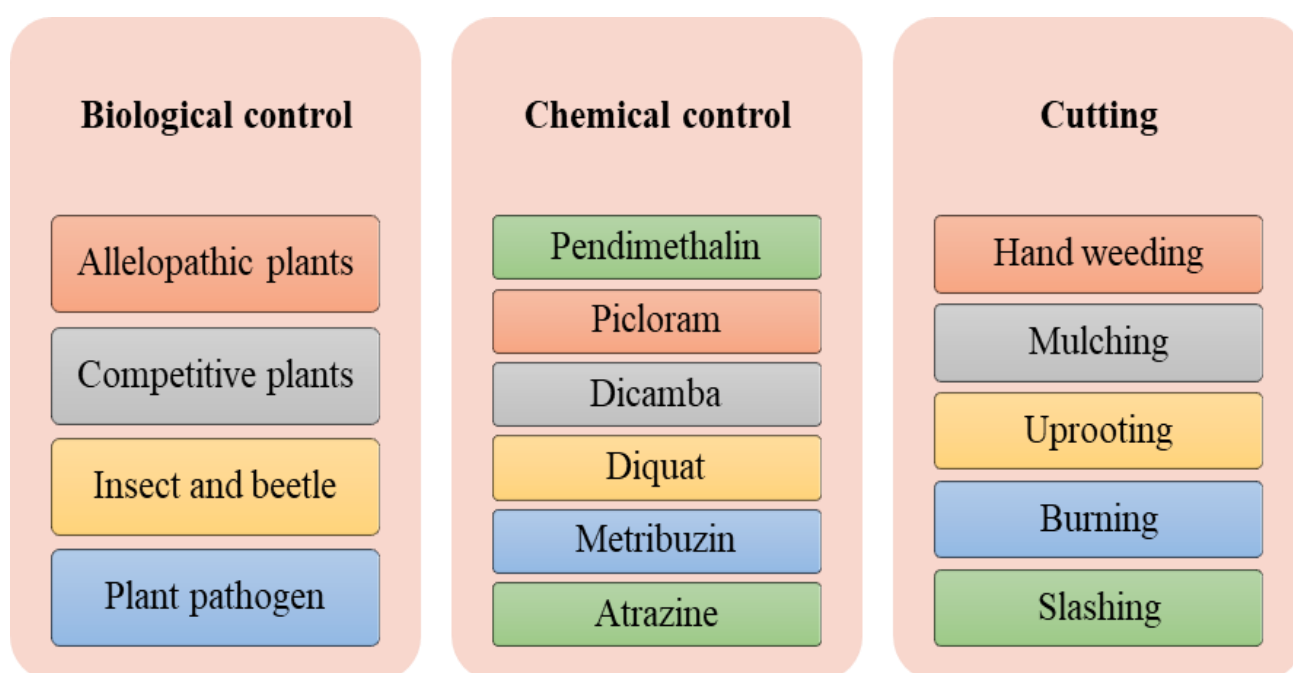 Biological control
Allelopathic plants
Competitive plants
Insect and beetle
Plant pathogen
Chemical control
Pendimethalin
Picloram
Dicamba
Diquat
Metribuzin
Atrazine
Cutting
Hand weeding
Mulching
Uprooting
Burning
Slashing